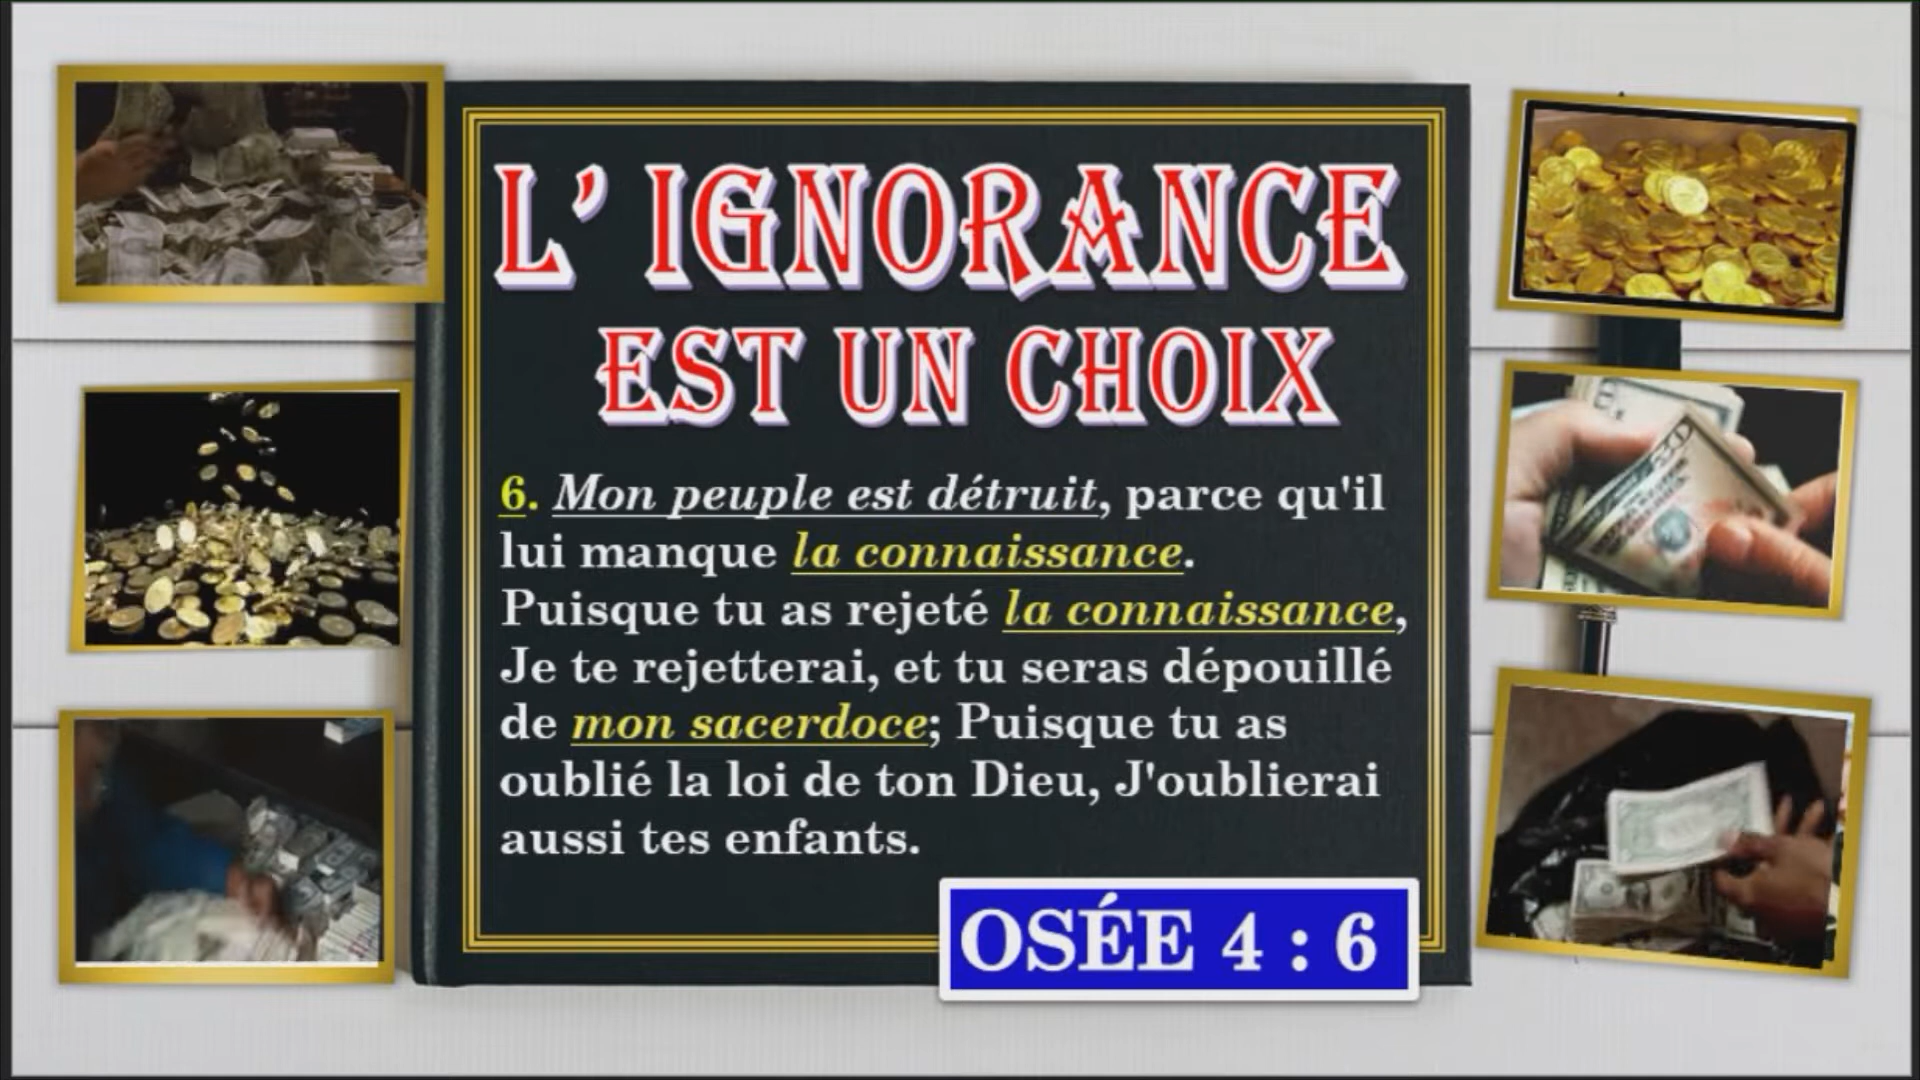 L' IGNORANCE
EST UN CHOIX
6. Mon peuple est détruit, parce qu'il
lui manque la connaissance.
Puisque tu as rejeté la connaissance,
Je te rejetterai, et tu seras dépouillé
de mon sacerdoce; Puisque tu as
oublié la loi de ton Dieu, J'oublierai
aussi tes enfants.
OSÉE 4 : 6